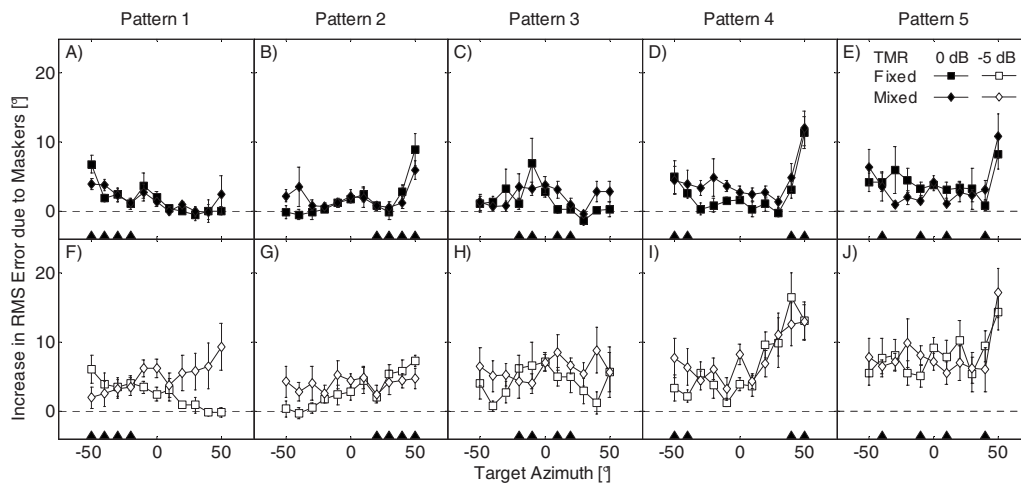 Pattern 1 Pattern 2 Pattern 3 Pattern 4 Pattern 5
A) B) C) D) E) TMR 0 dB -5 dB
Fixed
Mixed
20
10
0
F) G) H) I) J)
20
10
0
-50 0 50 -50 0 50 -50 0 50 -50 0 50 -50 0 50
Target Azimuth [°]
Increase in RMS Error due to Maskers [°]